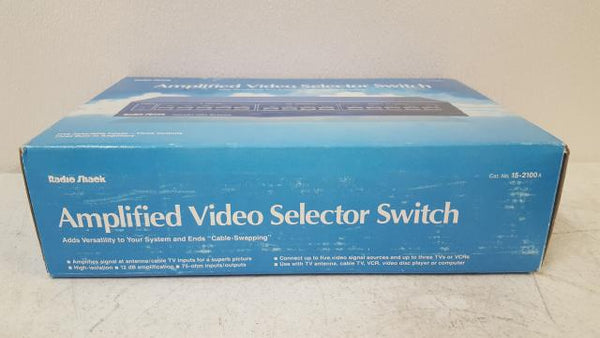 Radio Shack
Amplified Video Selector Switch
Radio Shack
Cat. No. 15-2100A
Amplified Video Selector Switch
Adds Versatility to Your System and Ends "Cable-Swapping"
■ Amplifies signal at antenna/cable TV inputs for a superb picture
■ High-isolation ■ 12 dB amplification ■ 75-ohm inputs/outputs
■ Connect up to five video signal sources and up to three TVs or VCRs
■ Use with TV antenna, cable TV, VCR, video disc player or computer